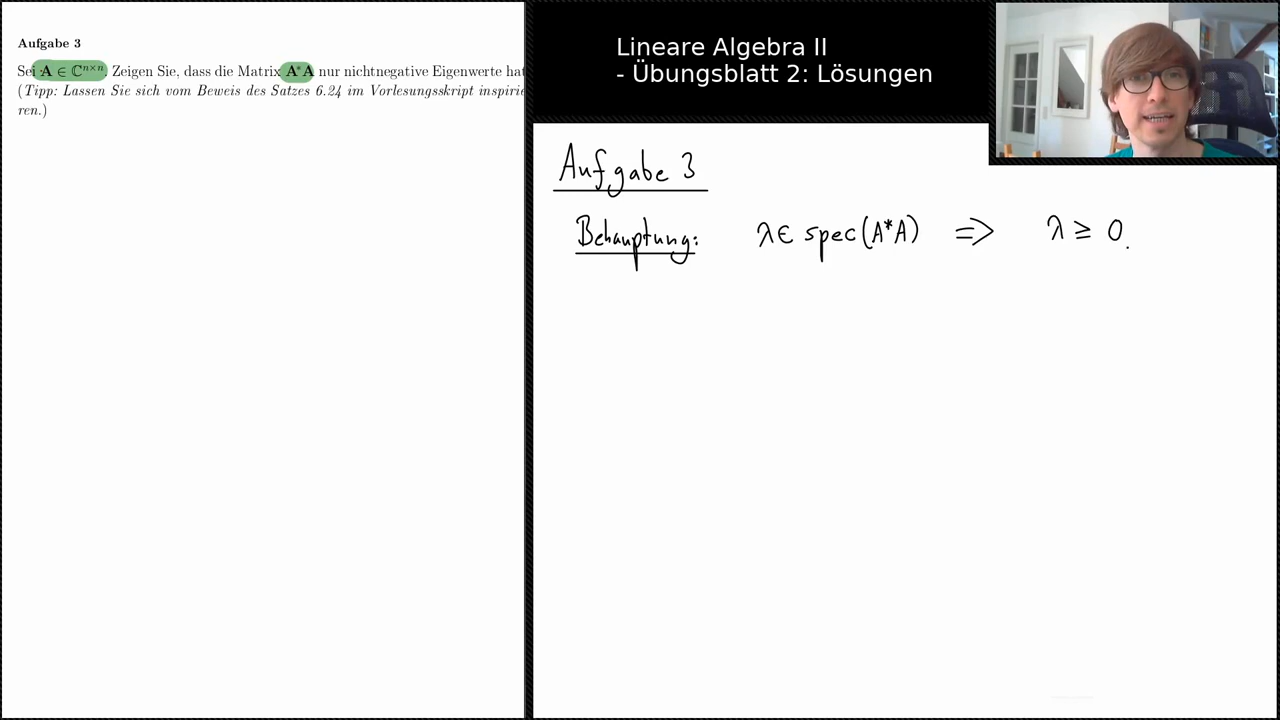 Aufgabe 3
Sei A ∈ ℂⁿˣⁿ. Zeigen Sie, dass die Matrix A*A nur nichtnegative Eigenwerte hat
(Tipp: Lassen Sie sich vom Beweis des Satzes 6.24 im Vorlesungsskript inspirie
ren.)
Lineare Algebra II
- Übungsblatt 2: Lösungen
Aufgabe 3
Behauptung: λ ∈ spec(A*A) => λ ≥ 0.